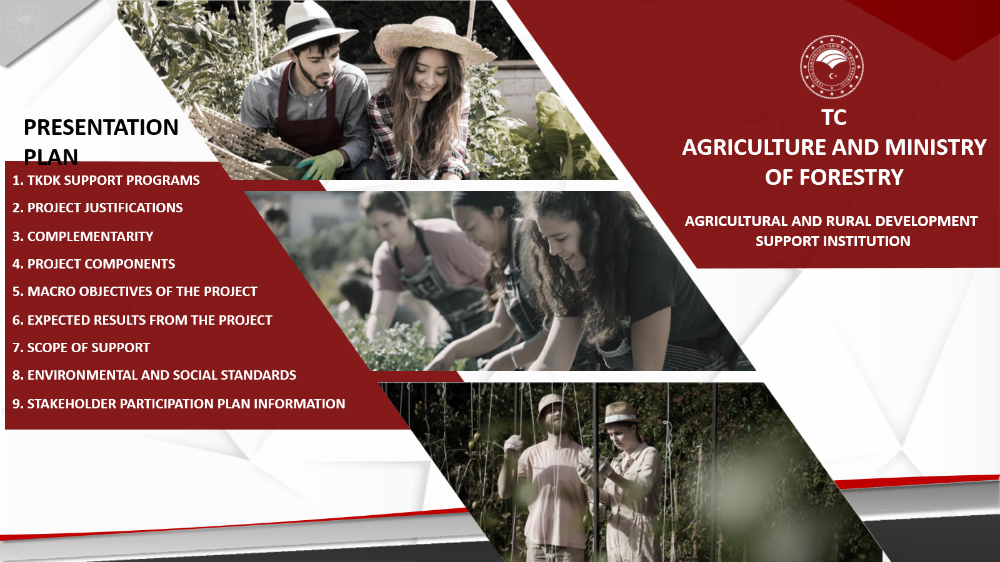 PRESENTATION
PLAN
1. TKDK SUPPORT PROGRAMS
2. PROJECT JUSTIFICATIONS
3. COMPLEMENTARITY
4. PROJECT COMPONENTS
5. MACRO OBJECTIVES OF THE PROJECT
6. EXPECTED RESULTS FROM THE PROJECT
7. SCOPE OF SUPPORT
8. ENVIRONMENTAL AND SOCIAL STANDARDS
9. STAKEHOLDER PARTICIPATION PLAN INFORMATION
TC
AGRICULTURE AND MINISTRY
OF FORESTRY
AGRICULTURAL AND RURAL DEVELOPMENT
SUPPORT INSTITUTION